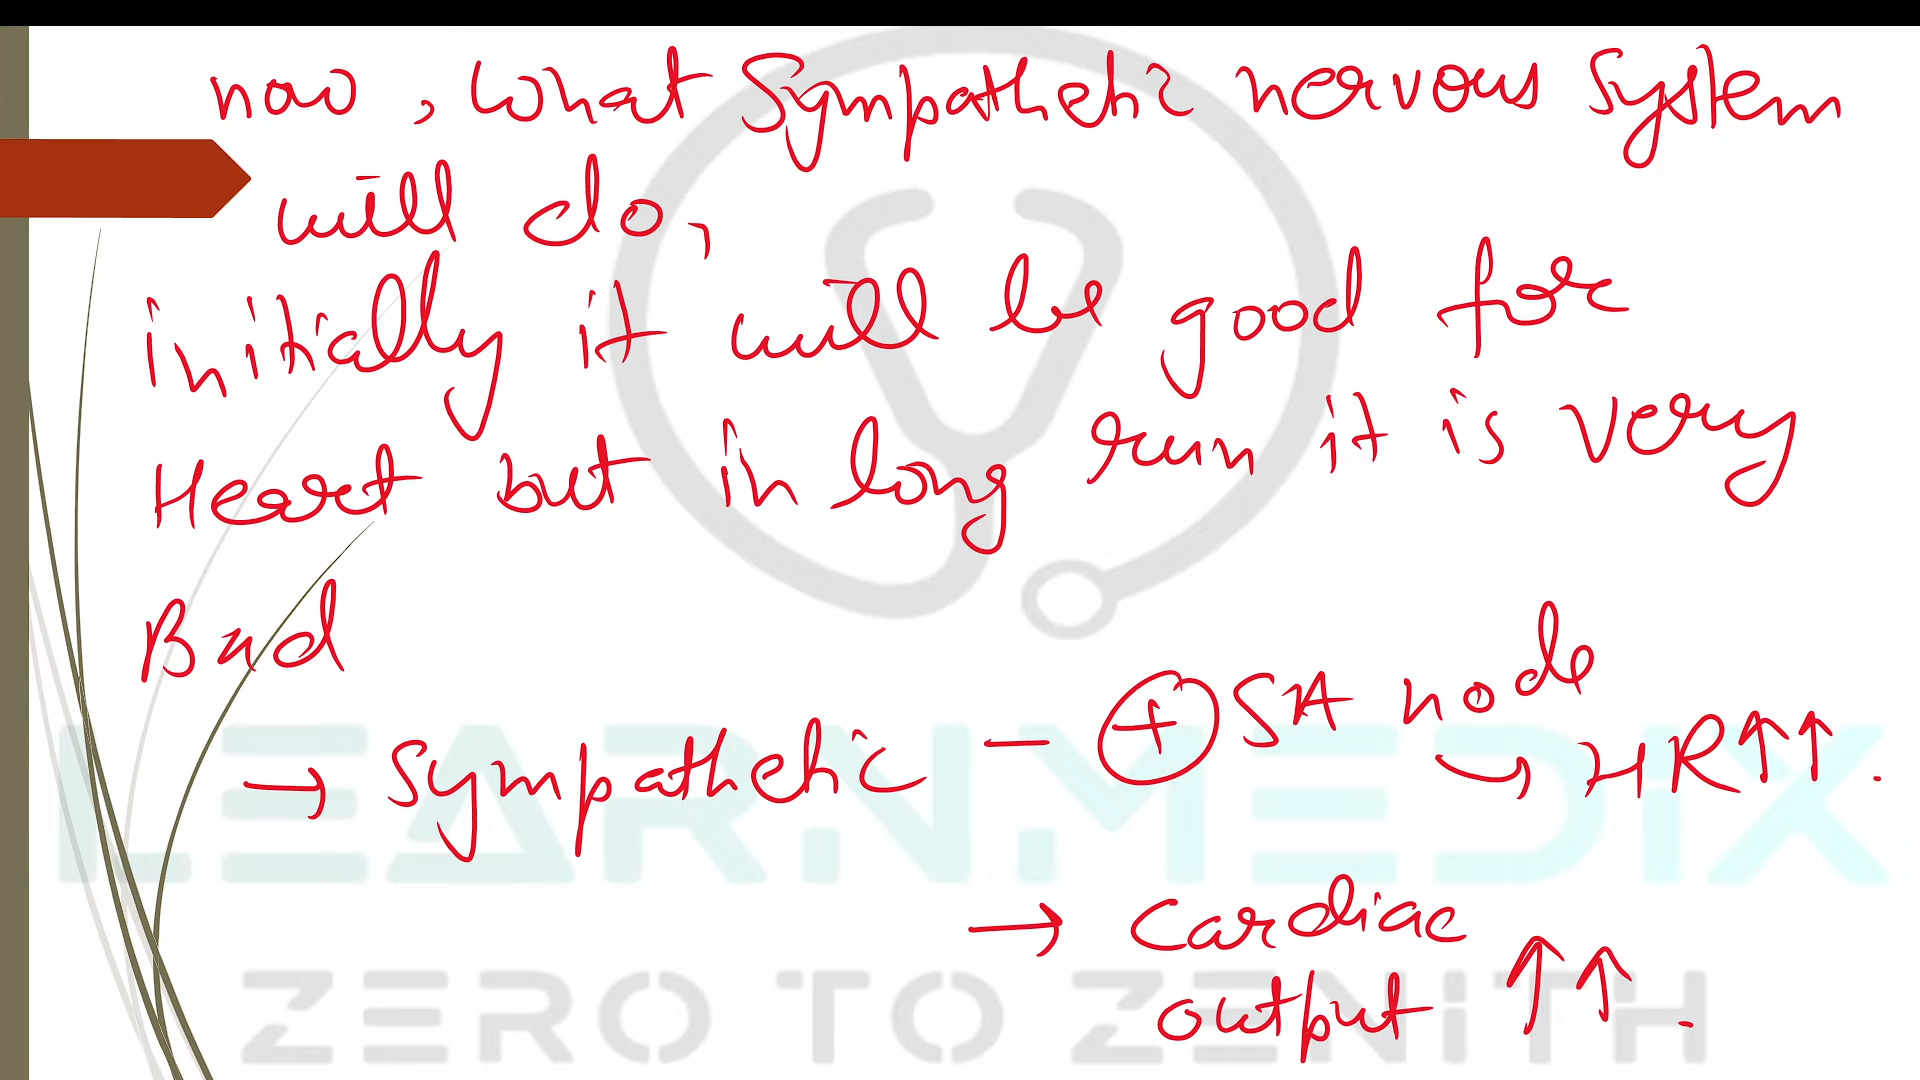 now, what Sympathetic nervous System
will do,
initially it will be good for
Heart but in long run it is very
Bad
→ Sympathetic – ⊕ SA node
↳ HR↑↑.
→ Cardiac
output ↑↑.
LEARNMEDIX
ZERO TO ZENITH